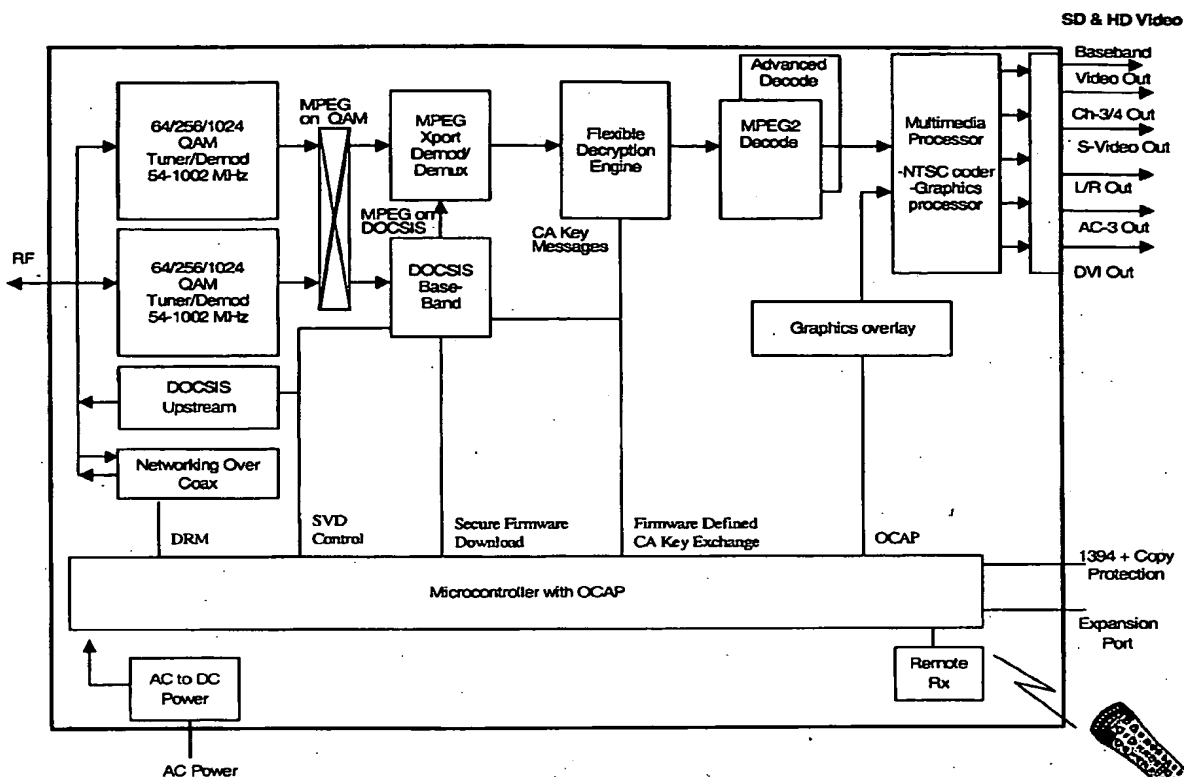 SD & HD Video
Baseband
Video Out
Ch-3/4 Out
S-Video Out
L/R Out
AC-3 Out
DVI Out
RF
64/256/1024
QAM
Tuner/Demod
54-1002 MHz
64/256/1024
QAM
Tuner/Demod
54-1002 MHz
MPEG
on QAM
MPEG
Xport
Demod/
Demux
MPEG on
DOCSIS
DOCSIS
Base-
Band
Flexible
Decryption
Engine
CA Key
Messages
Advanced
Decode
MPEG2
Decode
Multimedia
Processor
-NTSC coder
-Graphics
processor
Graphics overlay
DOCSIS
Upstream
Networking Over
Coax
DRM
SVD
Control
Secure Firmware
Download
Firmware Defined
CA Key Exchange
OCAP
Microcontroller with OCAP
1394 + Copy
Protection
Expansion
Port
AC to DC
Power
Remote
Rx
AC Power